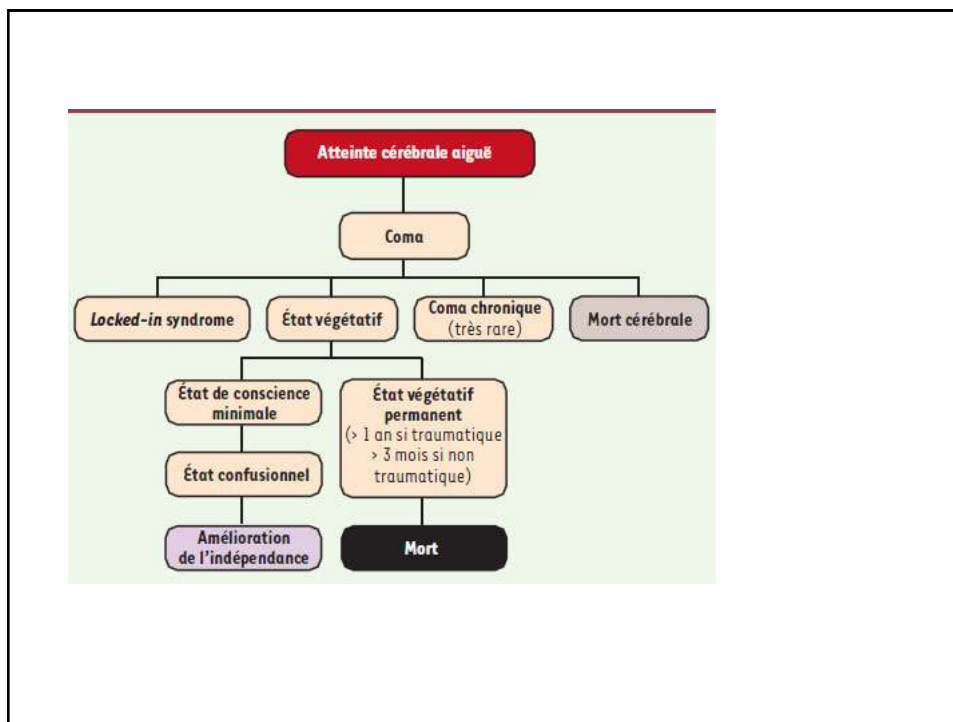 Atteinte cérébrale aiguë
Coma
Locked-in syndrome
État végétatif
Coma chronique
(très rare)
Mort cérébrale
État de conscience
minimale
État végétatif
permanent
(> 1 an si traumatique
> 3 mois si non
traumatique)
État confusionnel
Amélioration
de l'indépendance
Mort